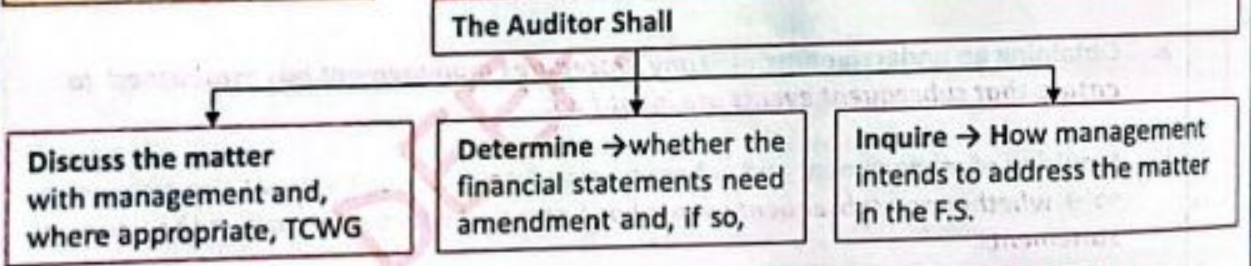 The Auditor Shall
Discuss the matter
with management and,
where appropriate, TCWG
Determine →whether the
financial statements need
amendment and, if so,
Inquire → How management
intends to address the matter
in the F.S.